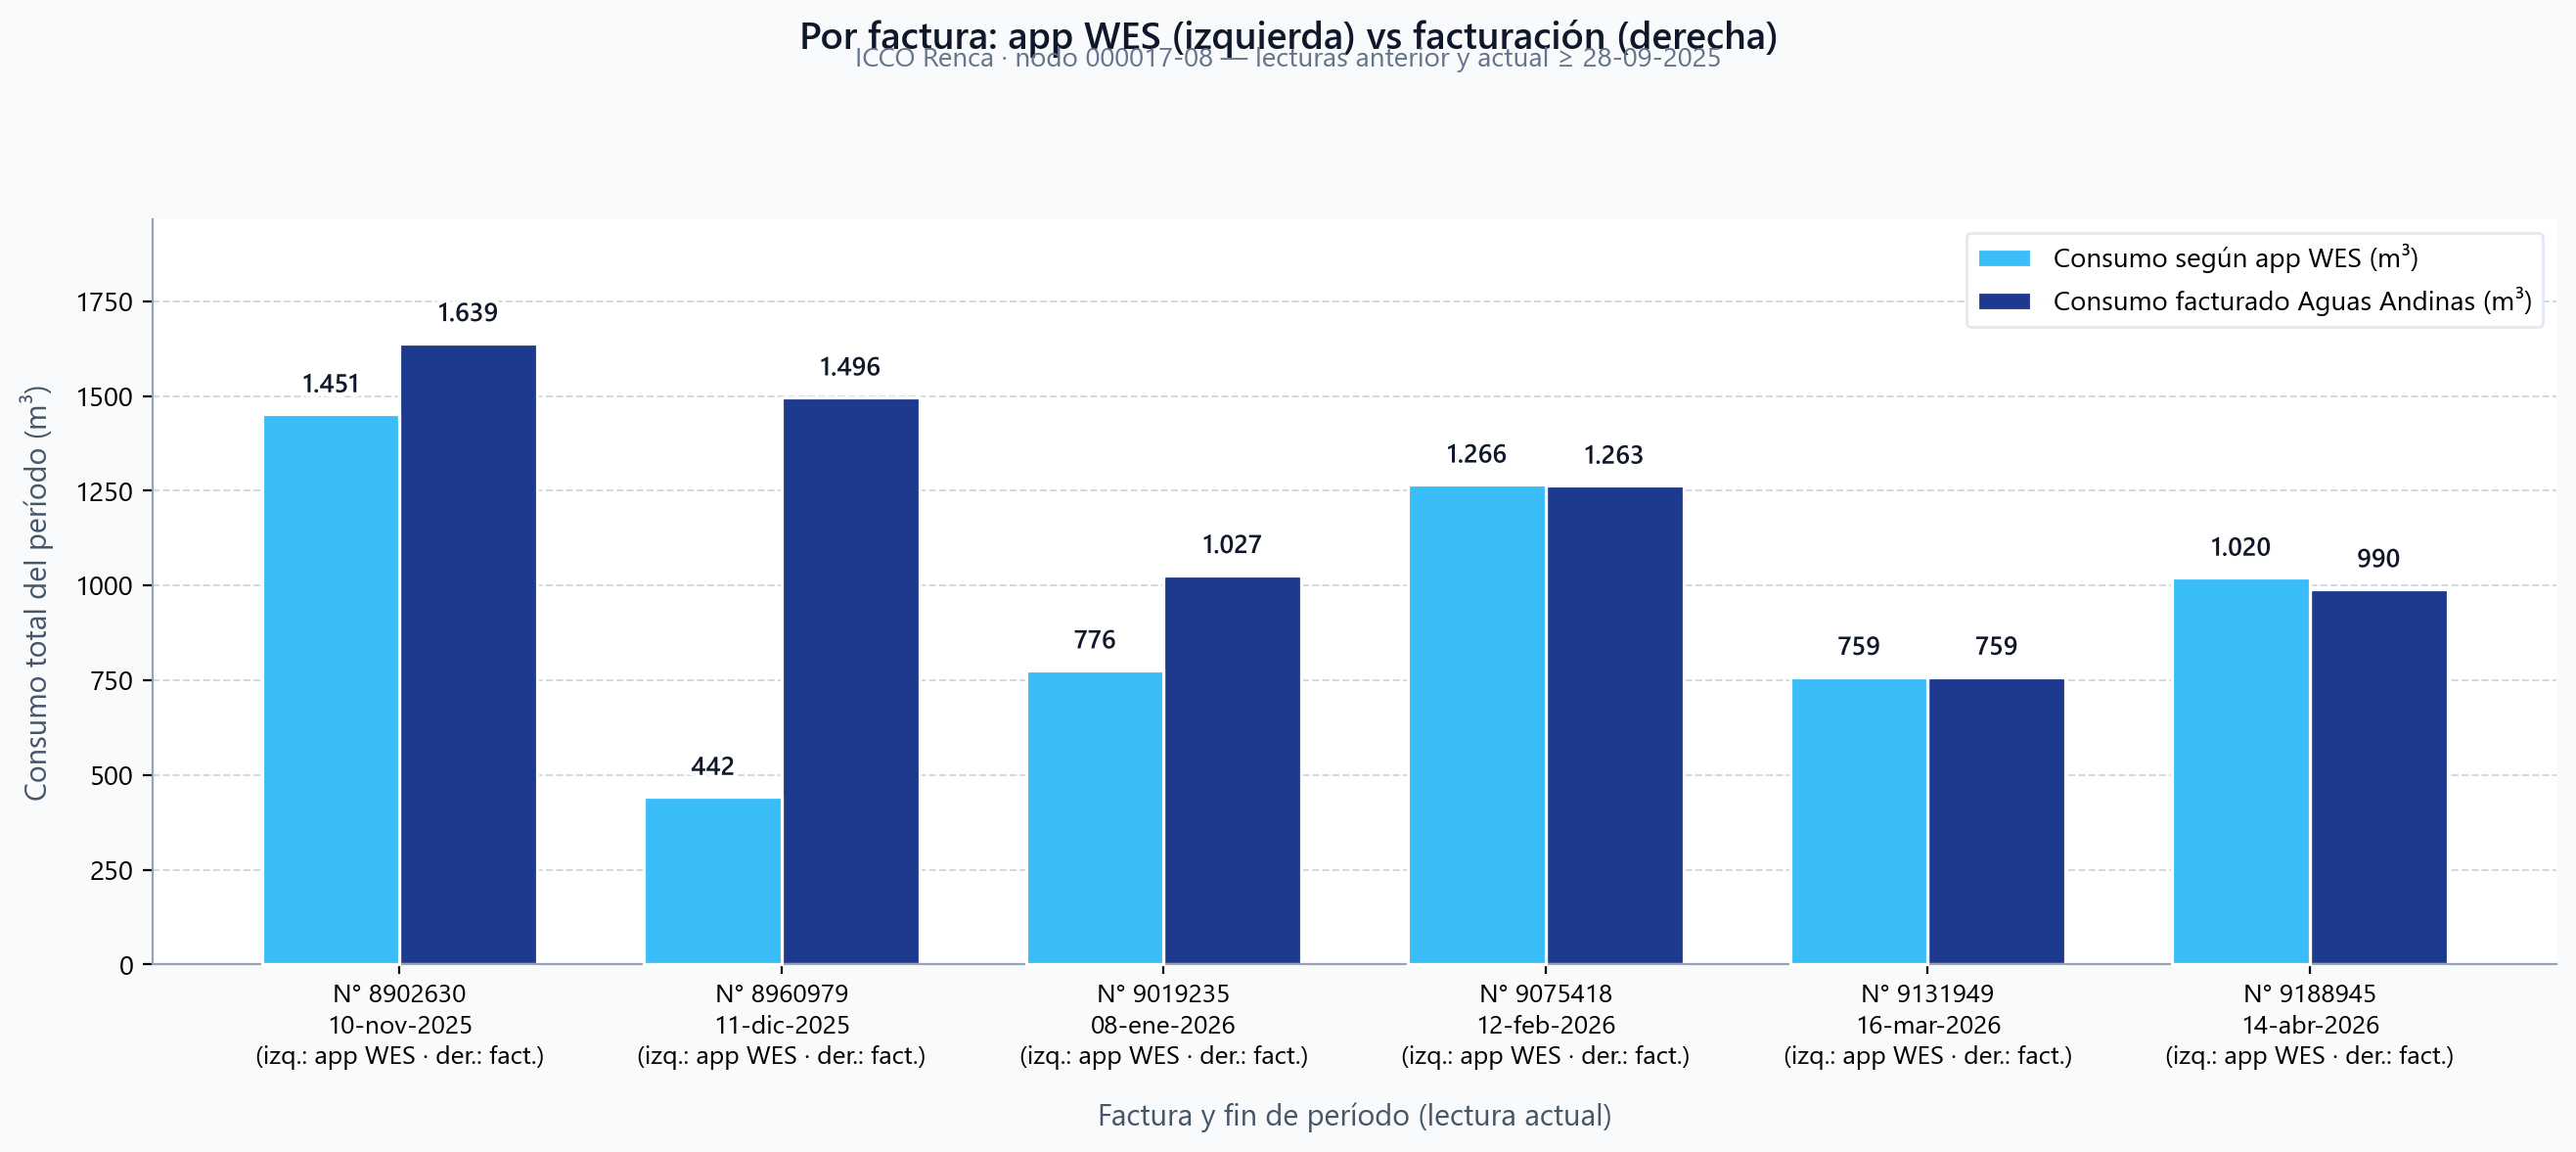 Por factura: app WES (izquierda) vs facturación (derecha)
ICCO Renca · nodo 000017-08 — lecturas anterior y actual ≥ 28-09-2025
Consumo según app WES (m³)
Consumo facturado Aguas Andinas (m³)
Consumo total del período (m³)
1750
1500
1250
1000
750
500
250
0
1.451
1.639
442
1.496
776
1.027
1.266
1.263
759
759
1.020
990
N° 8902630
10-nov-2025
(izq.: app WES · der.: fact.)
N° 8960979
11-dic-2025
(izq.: app WES · der.: fact.)
N° 9019235
08-ene-2026
(izq.: app WES · der.: fact.)
N° 9075418
12-feb-2026
(izq.: app WES · der.: fact.)
N° 9131949
16-mar-2026
(izq.: app WES · der.: fact.)
N° 9188945
14-abr-2026
(izq.: app WES · der.: fact.)
Factura y fin de período (lectura actual)